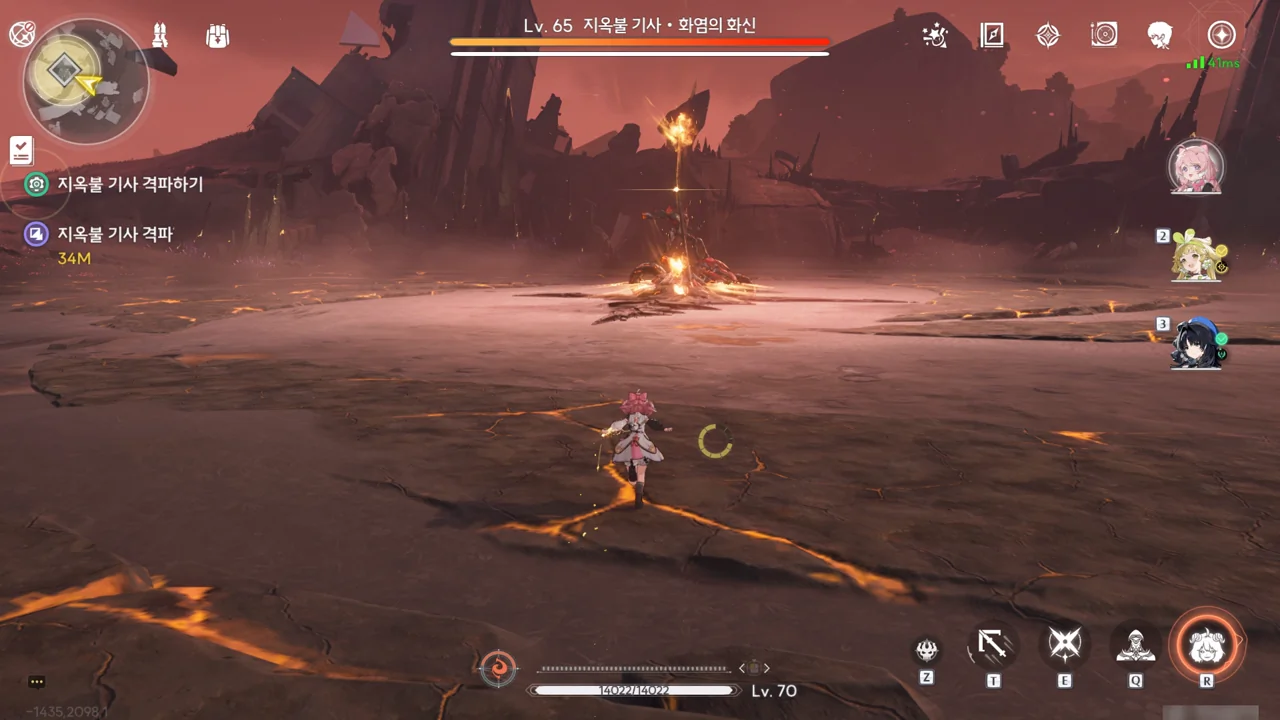 Lv. 65 지옥불 기사 • 화염의 화신
41ms
지옥불 기사 격파하기
지옥불 기사 격파
34M
2
3
14022/14022
Lv. 70
Z
T
E
Q
R
-1435,2098,1